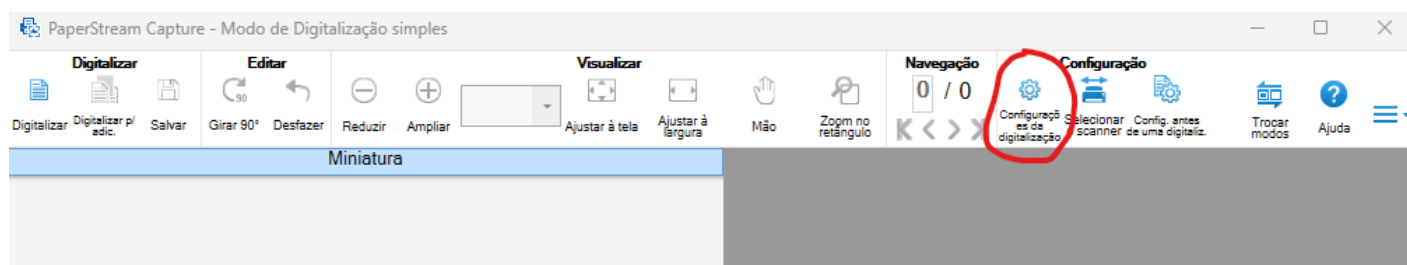 PaperStream Capture - Modo de Digitalização simples
Digitalizar
Editar
Visualizar
Navegação
Configuração
90
0 / 0
Digitalizar
Digitalizar p/
adic.
Salvar
Girar 90°
Desfazer
Reduzir
Ampliar
Ajustar à tela
Ajustar à
largura
Mão
Zoom no
retângulo
Configuraçõ
es da
digitalização
Selecionar
scanner
Config. antes
de uma digitaliz.
Trocar
modos
Ajuda
Miniatura